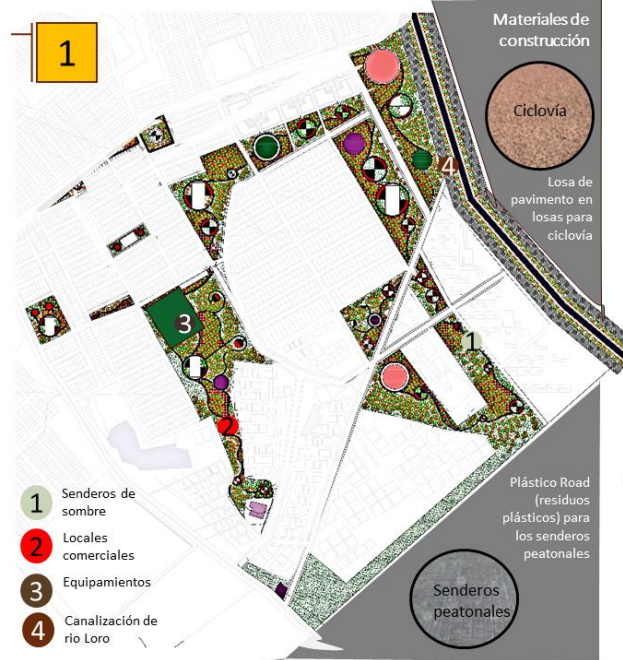 1
Materiales de
construcción
Ciclovía
Losa de
pavimento en
losas para
ciclovía
4
3
1
2
1 Senderos de
sombre
2 Locales
comerciales
3 Equipamientos
4 Canalización de
rio Loro
Plástico Road
(residuos
plásticos) para
los senderos
peatonales
Senderos
peatonales